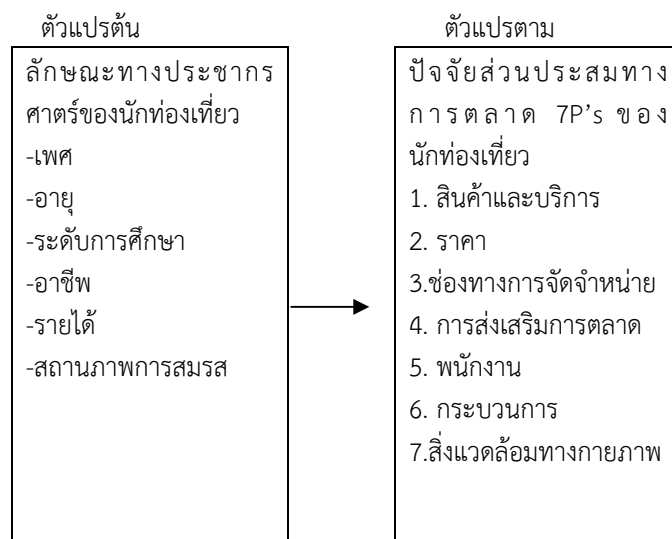 ตัวแปรต้น
ลักษณะทางประชากร
ศาตร์ของนักท่องเที่ยว
-เพศ
-อายุ
-ระดับการศึกษา
-อาชีพ
-รายได้
-สถานภาพการสมรส
ตัวแปรตาม
ปัจจัยส่วนประสมทาง
การตลาด 7P's ของ
นักท่องเที่ยว
1. สินค้าและบริการ
2. ราคา
3.ช่องทางการจัดจำหน่าย
4. การส่งเสริมการตลาด
5. พนักงาน
6. กระบวนการ
7.สิ่งแวดล้อมทางกายภาพ